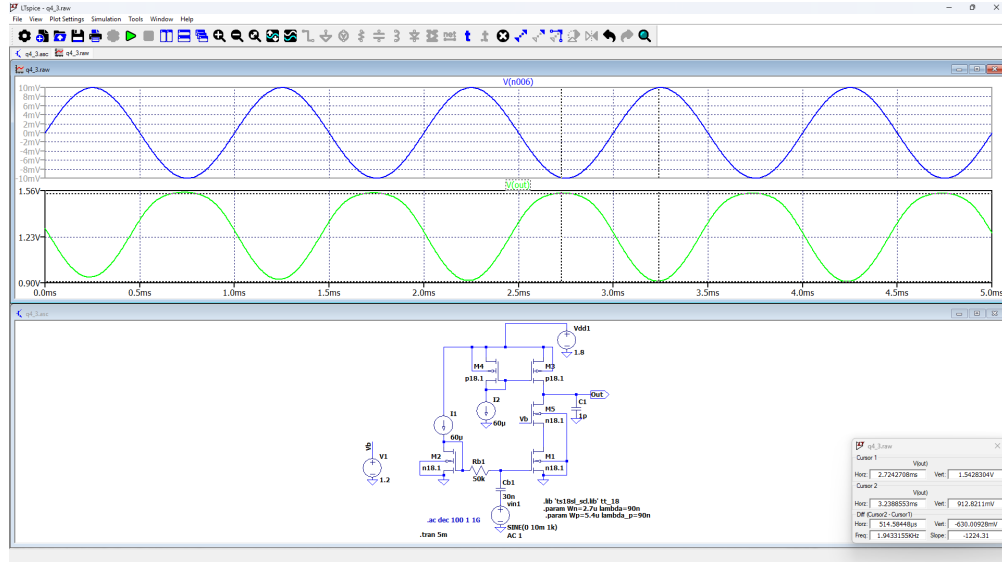 LTspice - q4_3.raw
File View Plot Settings Simulation Tools Window Help
q4_3.asc q4_3.raw
q4_3.raw
V(n006)
10mV
8mV
6mV
4mV
2mV
0mV
-2mV
-4mV
-6mV
-8mV
-10mV
V(out)
1.56V
1.23V
0.90V
0.0ms 0.5ms 1.0ms 1.5ms 2.0ms 2.5ms 3.0ms 3.5ms 4.0ms 4.5ms 5.0ms
q4_3.asc
Vdd1
1.8
M4 M3
p18.1 p18.1
I2
60µ
Out
C1
1p
M5
Vb n18.1
I1
60µ
Vb
V1
1.2
M2 Rb1 M1
n18.1 50k n18.1
Cb1
30n
vin1
.lib 'ts18sl_scl.lib' tt_18
.param Wn=2.7u lambda=90n
.param Wp=5.4u lambda_p=90n
.ac dec 100 1 1G
SINE(0 10m 1k)
.tran 5m AC 1
q4_3.raw
Cursor 1
V(out)
Horz: 2.7242708ms Vert: 1.5428304V
Cursor 2
V(out)
Horz: 3.2388553ms Vert: 912.8211mV
Diff (Cursor2 - Cursor1)
Horz: 514.58448µs Vert: -630.00928mV
Freq: 1.9433155KHz Slope: -1224.31